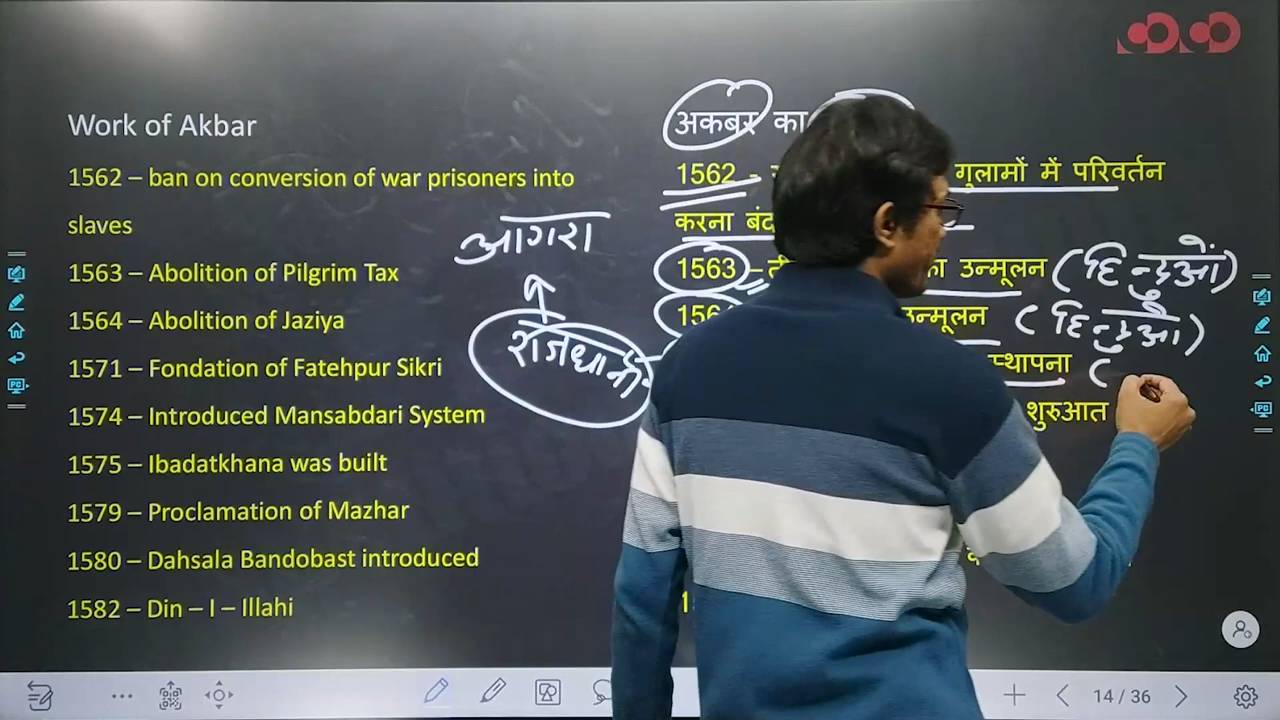 Work of Akbar
1562 – ban on conversion of war prisoners into
slaves
1563 – Abolition of Pilgrim Tax
1564 – Abolition of Jaziya
1571 – Fondation of Fatehpur Sikri
1574 – Introduced Mansabdari System
1575 – Ibadatkhana was built
1579 – Proclamation of Mazhar
1580 – Dahsala Bandobast introduced
1582 – Din – I – Illahi
आगरा
राजधानी
अकबर का
1562 - गुलामों में परिवर्तन
करना बंद
1563 – उन्मूलन (हिन्दुओं)
उन्मूलन (हिन्दुओं)
स्थापना (
शुरुआत
14 / 36